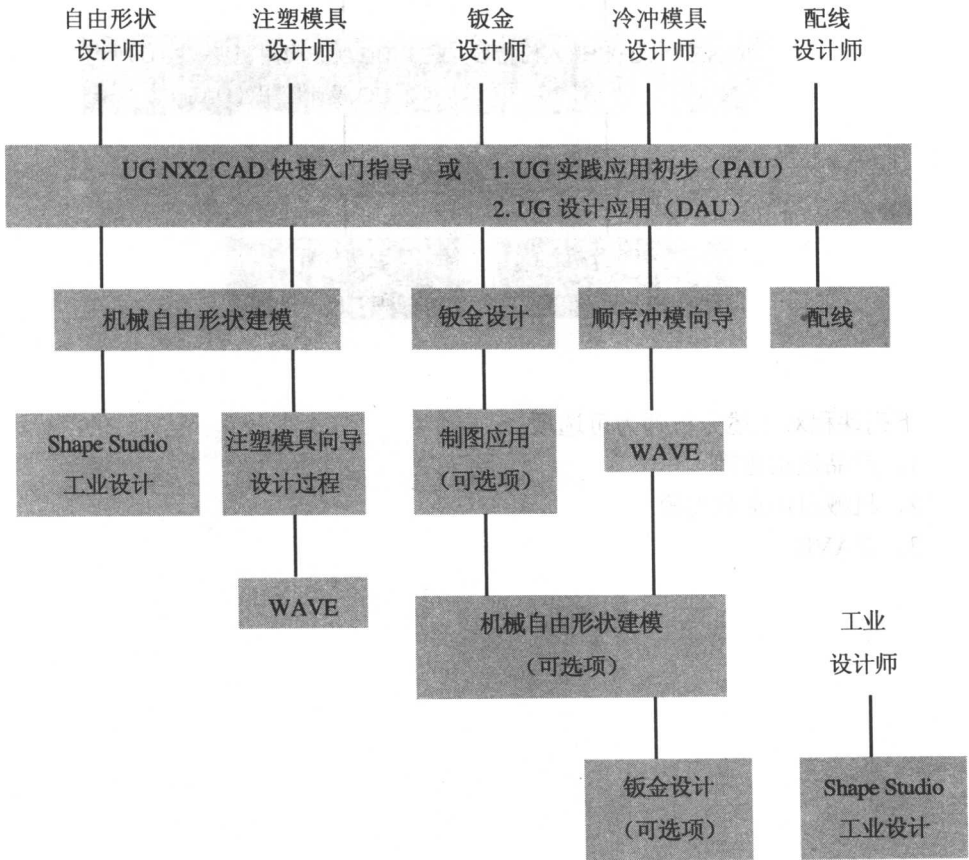 自由形状
设计师
注塑模具
设计师
钣金
设计师
冷冲模具
设计师
配线
设计师
UG NX2 CAD 快速入门指导 或 1. UG 实践应用初步（PAU）
2. UG 设计应用（DAU）
机械自由形状建模
钣金设计
顺序冲模向导
配线
Shape Studio
工业设计
注塑模具向导
设计过程
制图应用
（可选项）
WAVE
WAVE
机械自由形状建模
（可选项）
工业
设计师
钣金设计
（可选项）
Shape Studio
工业设计